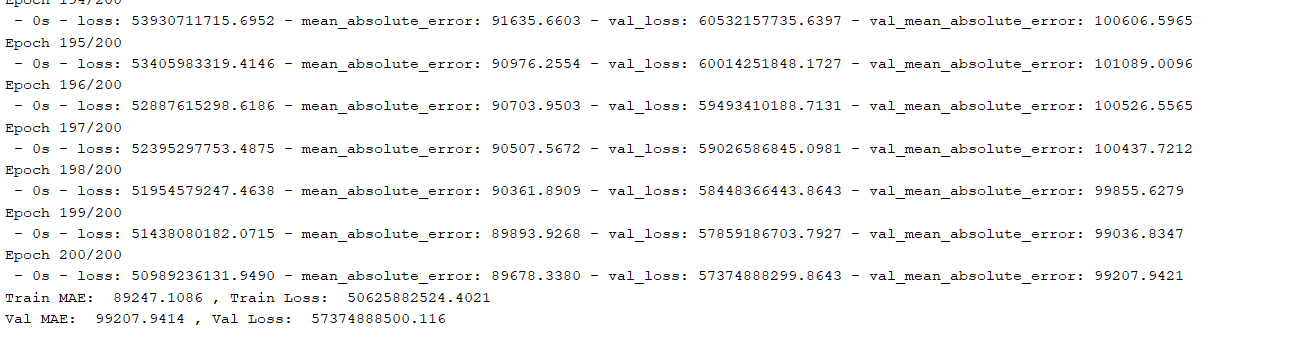 Epoch 194/200
 - 0s - loss: 53930711715.6952 - mean_absolute_error: 91635.6603 - val_loss: 60532157735.6397 - val_mean_absolute_error: 100606.5965
Epoch 195/200
 - 0s - loss: 53405983319.4146 - mean_absolute_error: 90976.2554 - val_loss: 60014251848.1727 - val_mean_absolute_error: 101089.0096
Epoch 196/200
 - 0s - loss: 52887615298.6186 - mean_absolute_error: 90703.9503 - val_loss: 59493410188.7131 - val_mean_absolute_error: 100526.5565
Epoch 197/200
 - 0s - loss: 52395297753.4875 - mean_absolute_error: 90507.5672 - val_loss: 59026586845.0981 - val_mean_absolute_error: 100437.7212
Epoch 198/200
 - 0s - loss: 51954579247.4638 - mean_absolute_error: 90361.8909 - val_loss: 58448366443.8643 - val_mean_absolute_error: 99855.6279
Epoch 199/200
 - 0s - loss: 51438080182.0715 - mean_absolute_error: 89893.9268 - val_loss: 57859186703.7927 - val_mean_absolute_error: 99036.8347
Epoch 200/200
 - 0s - loss: 50989236131.9490 - mean_absolute_error: 89678.3380 - val_loss: 57374888299.8643 - val_mean_absolute_error: 99207.9421
Train MAE:  89247.1086 , Train Loss:  50625882524.4021
Val MAE:  99207.9414 , Val Loss:  57374888500.116